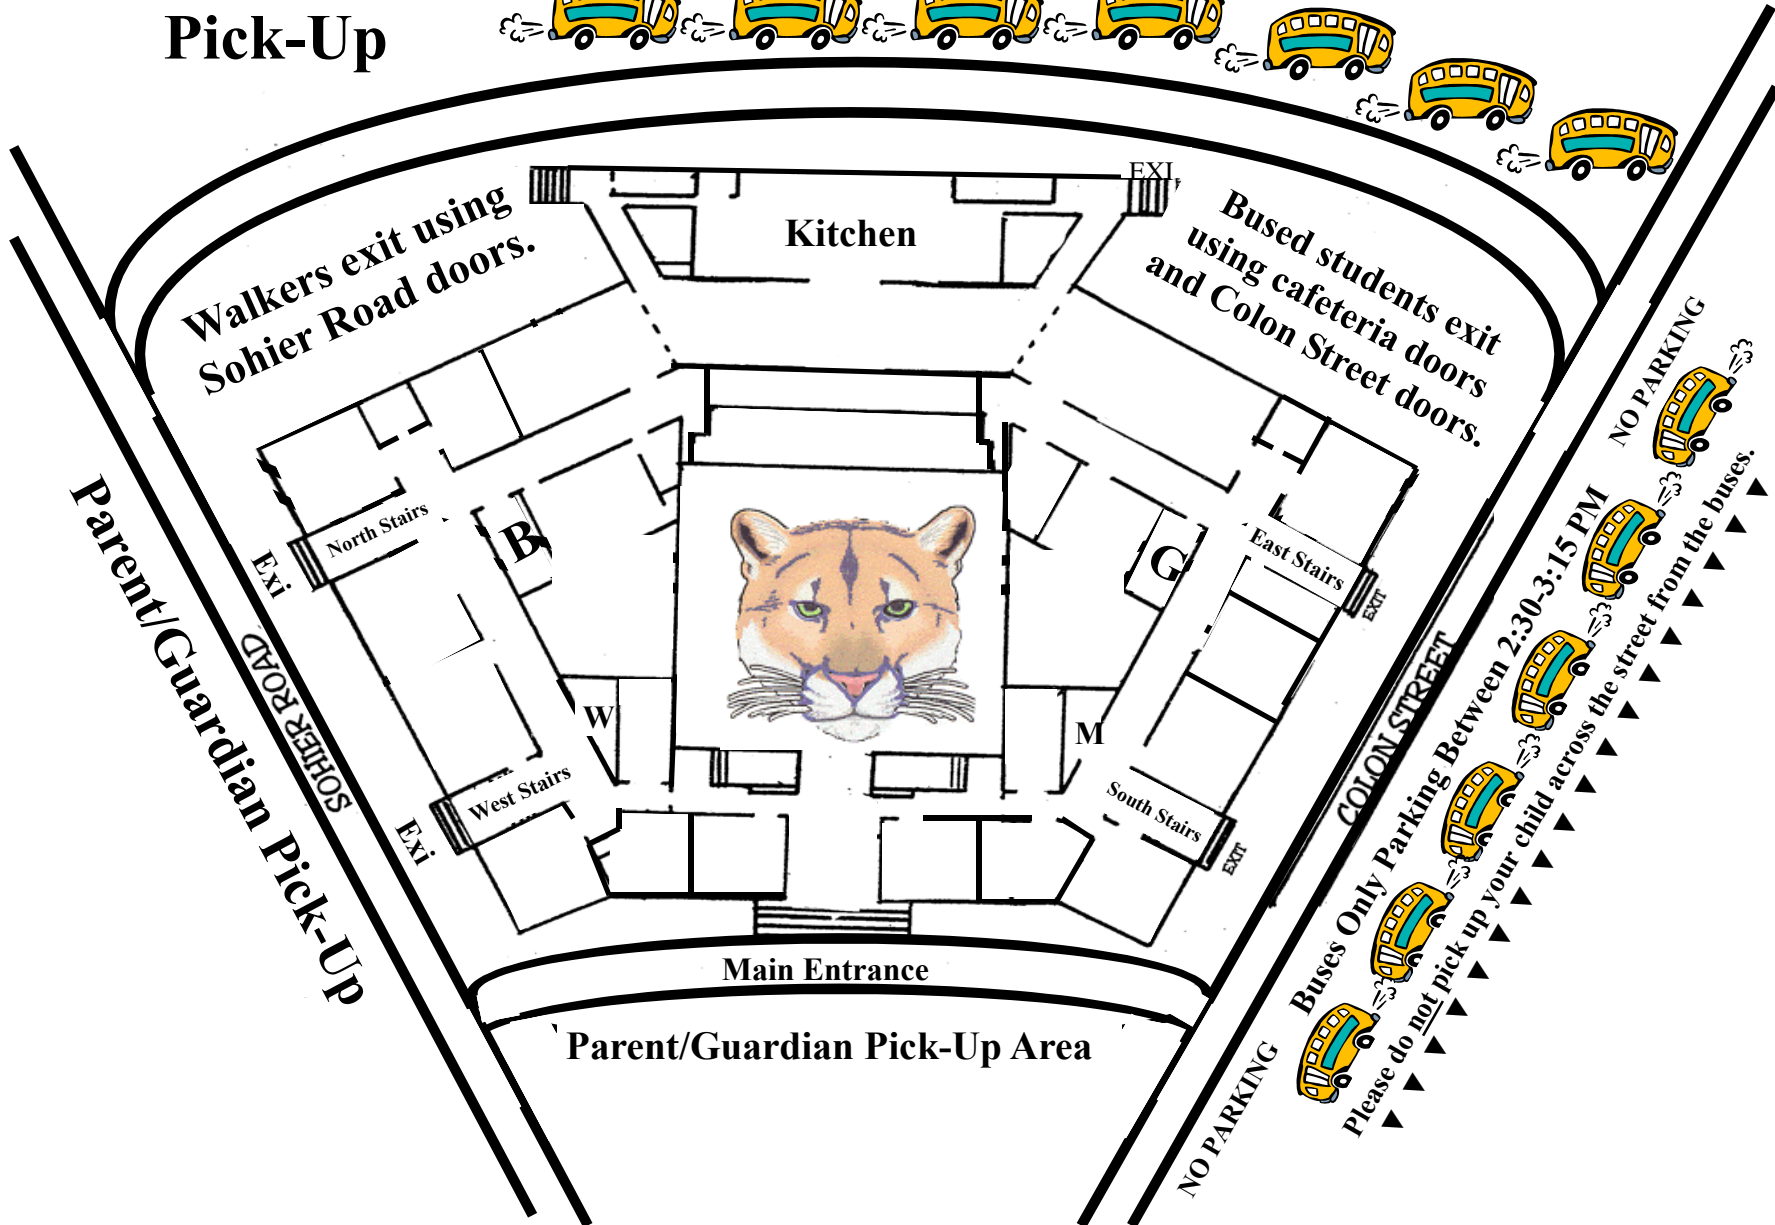 Pick-Up
EXI
Walkers exit using
Sohier Road doors.
Kitchen
Bused students exit
using cafeteria doors
and Colon Street doors.
NO PARKING
North Stairs
Exi
B
G
East Stairs
EXIT
Parent/Guardian Pick-Up
SOHIER ROAD
COLON STREET
Buses Only Parking Between 2:30-3:15 PM
Please do not pick up your child across the street from the buses.
W
M
West Stairs
Exi
South Stairs
EXIT
Main Entrance
Parent/Guardian Pick-Up Area
NO PARKING